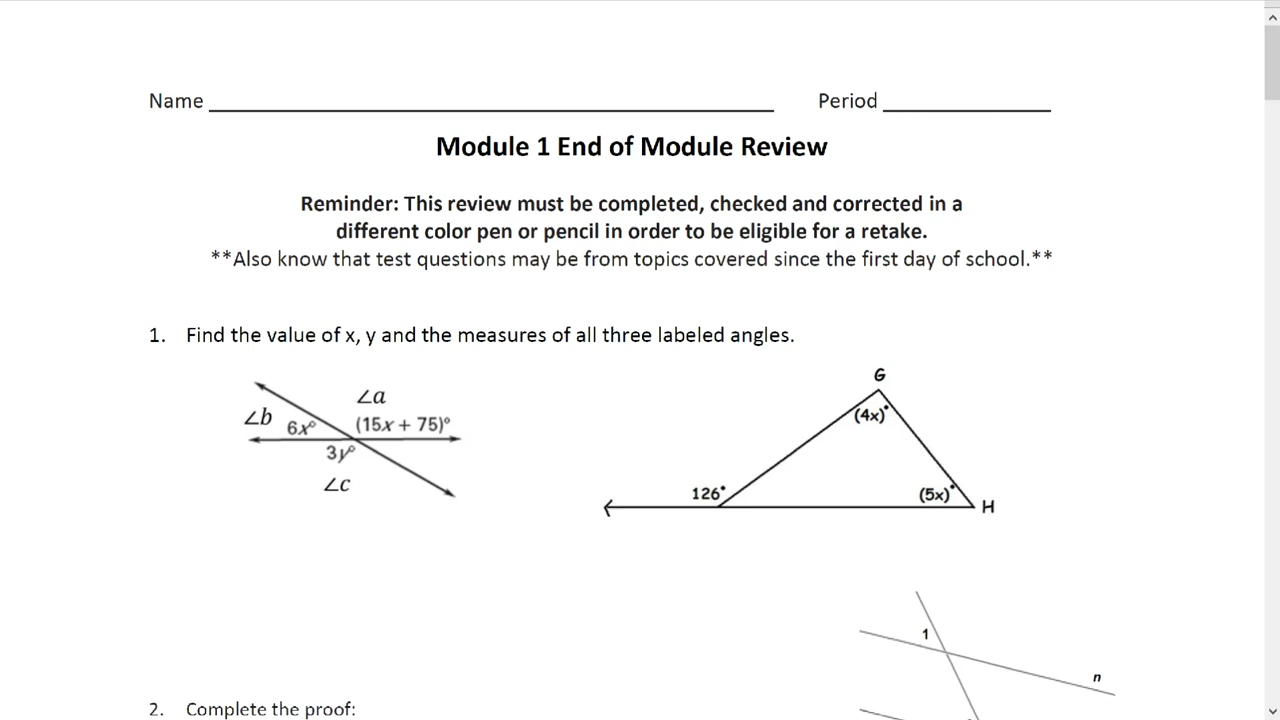 Name Period
Module 1 End of Module Review
Reminder: This review must be completed, checked and corrected in a
different color pen or pencil in order to be eligible for a retake.
**Also know that test questions may be from topics covered since the first day of school.**
1. Find the value of x, y and the measures of all three labeled angles.
∠a
∠b 6x° (15x + 75)°
3y°
∠c
G
(4x)°
126° (5x)° H
1
n
2. Complete the proof: